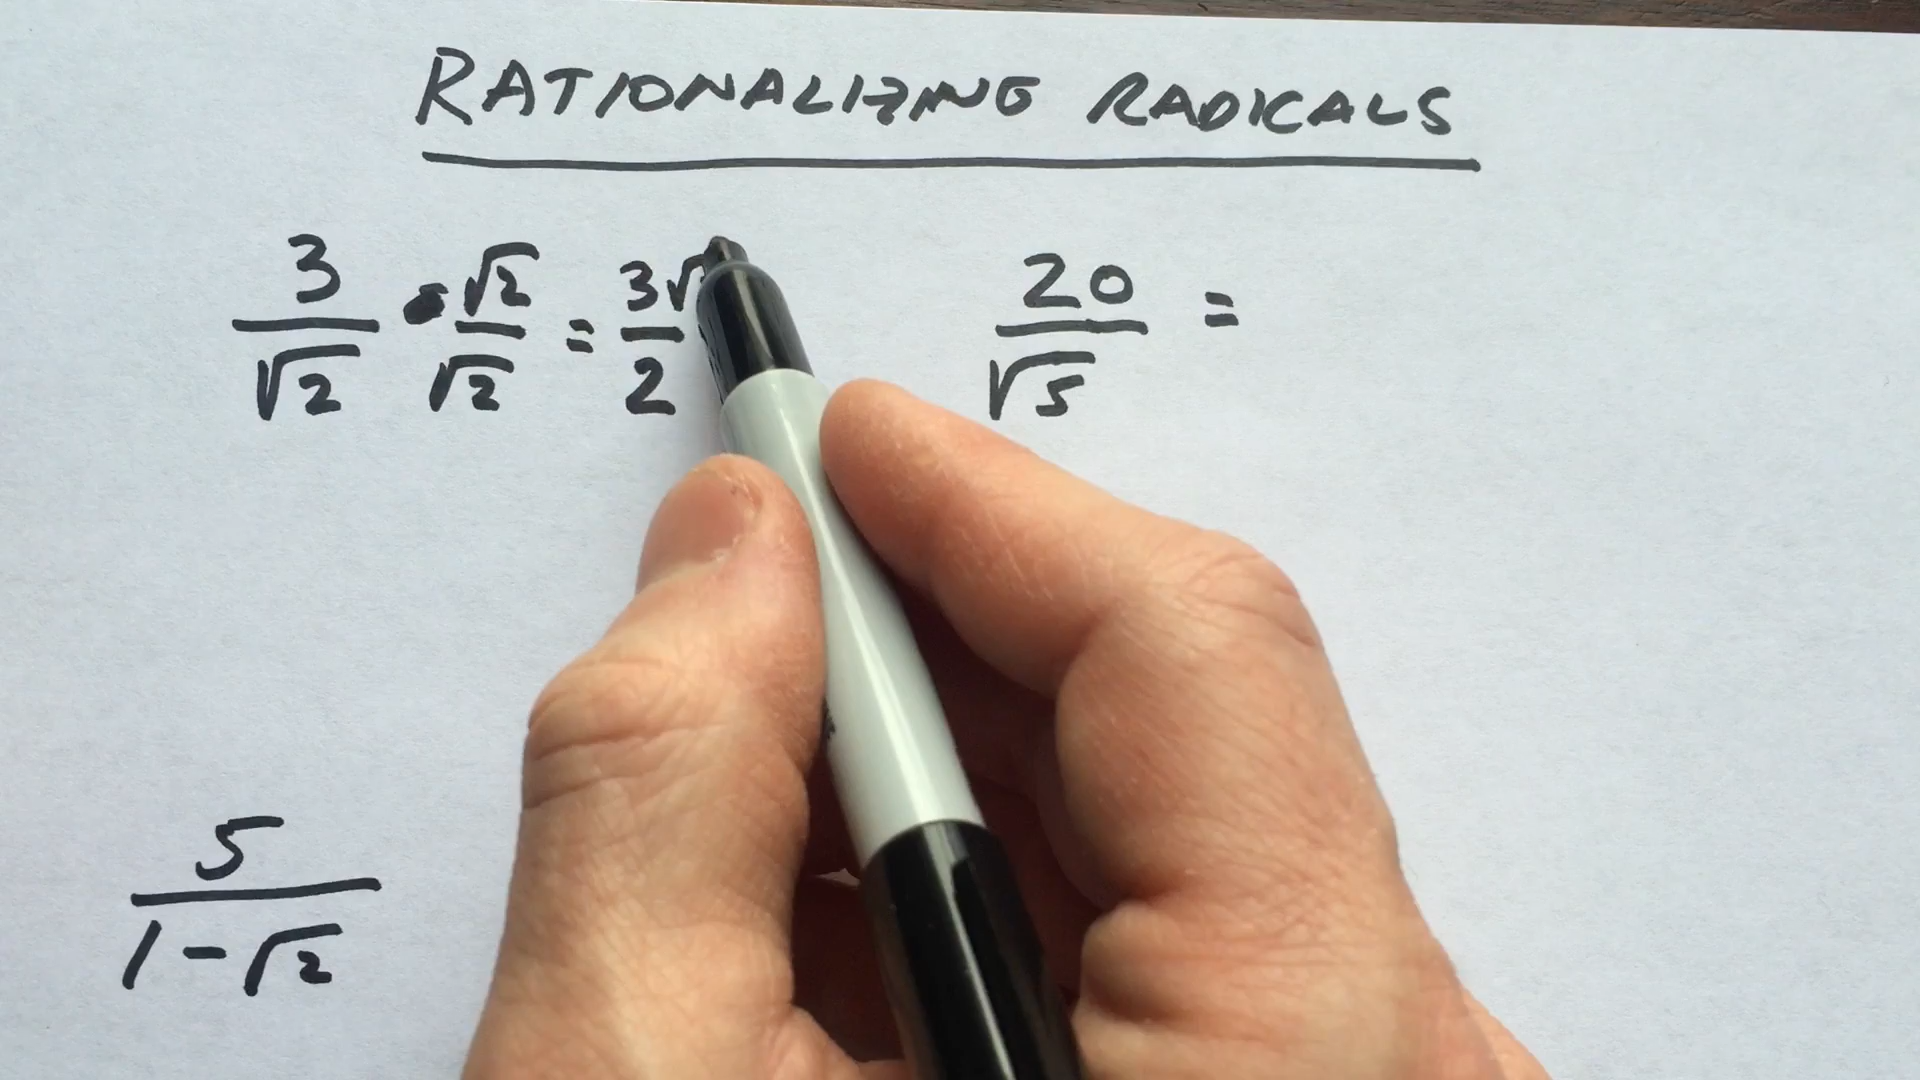 RATIONALIZING RADICALS
3/√2 • √2/√2 = 3√/2
20/√5 =
5/(1-√2)